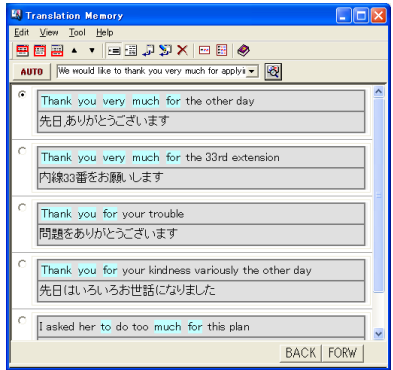 Translation Memory
Edit View Tool Help
AUTO We would like to thank you very much for applyi
Thank you very much for the other day
先日,ありがとうございます
Thank you very much for the 33rd extension
内線33番をお願いします
Thank you for your trouble
問題をありがとうございます
Thank you for your kindness variously the other day
先日はいろいろお世話になりました
I asked her to do too much for this plan
BACK FORW